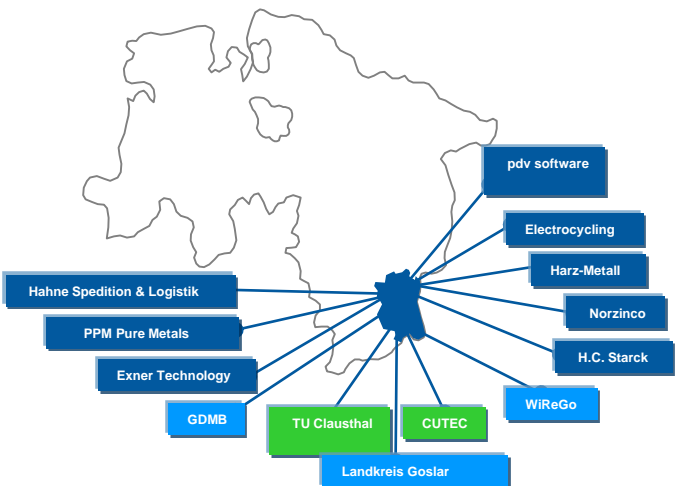 pdv software
Electrocycling
Harz-Metall
Hahne Spedition & Logistik
Norzinco
PPM Pure Metals
H.C. Starck
Exner Technology
WiReGo
GDMB
TU Clausthal
CUTEC
Landkreis Goslar